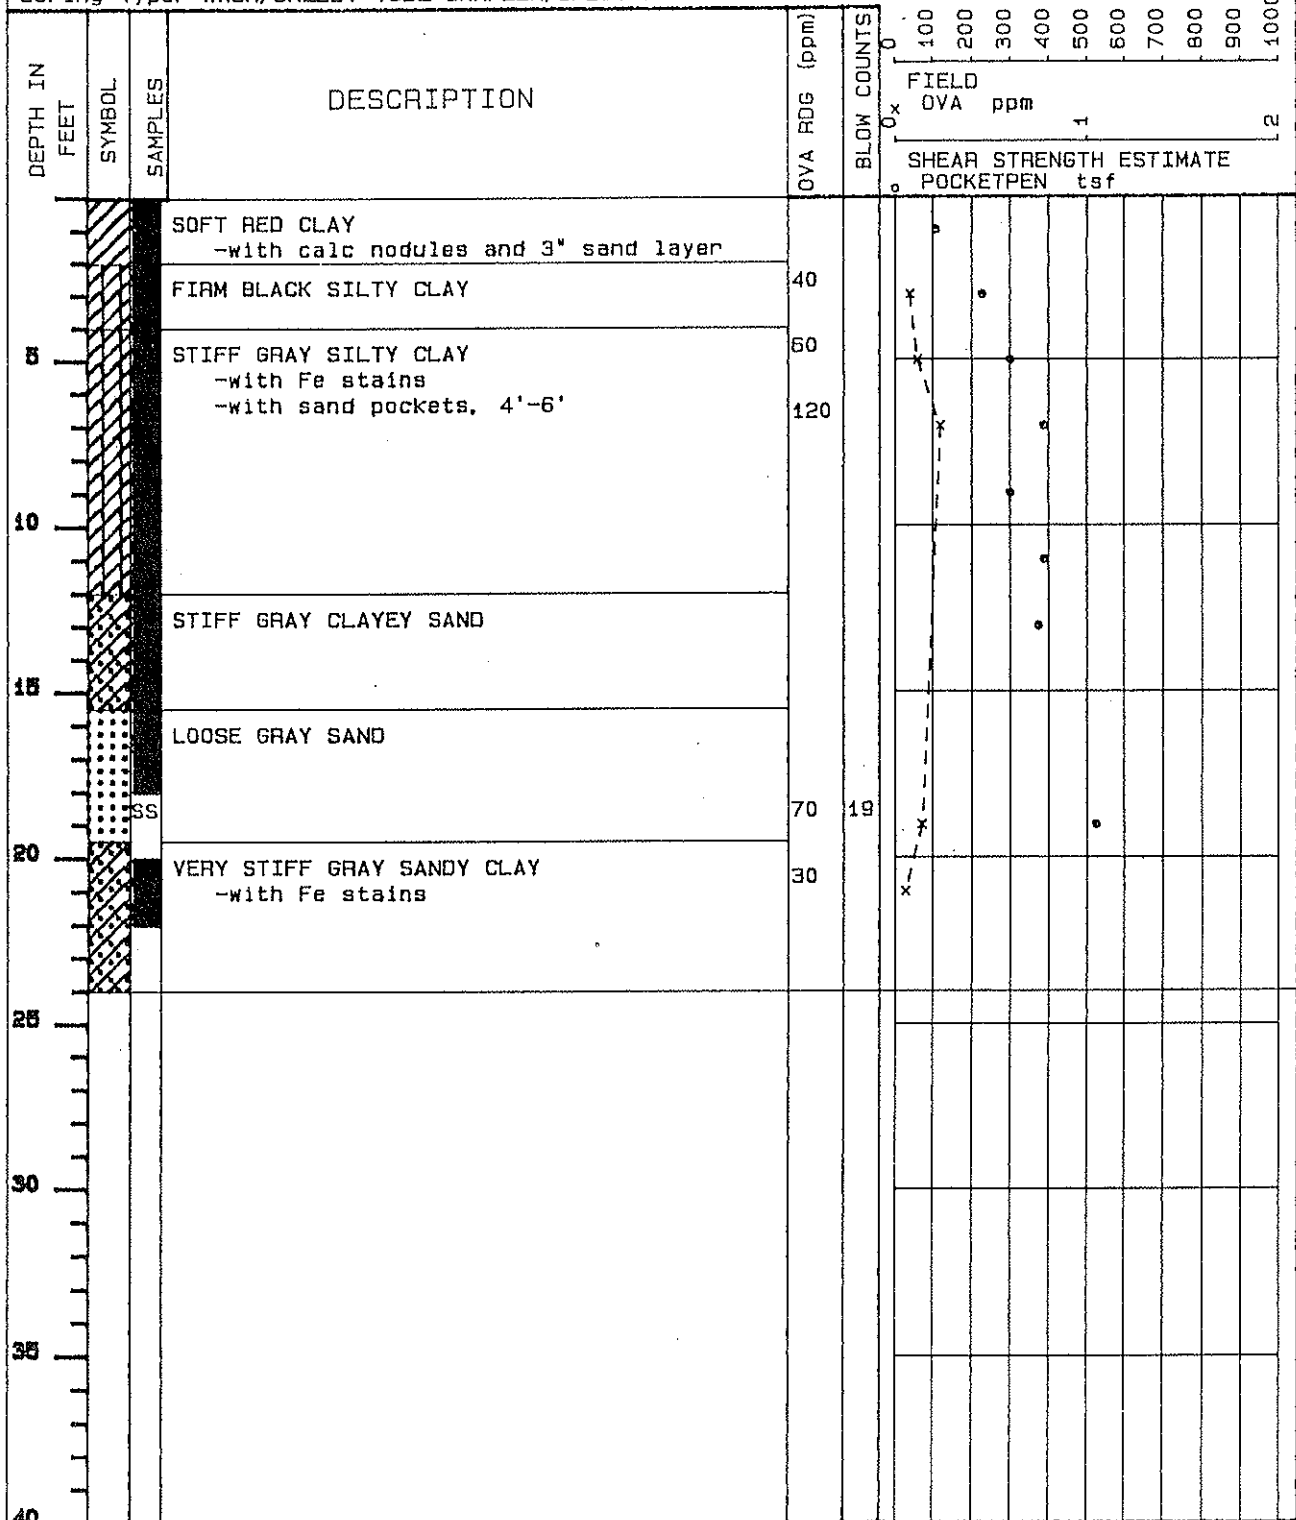 DEPTH IN FEET
SYMBOL
SAMPLES
DESCRIPTION
OVA RDG (ppm)
BLOW COUNTS
0 100 200 300 400 500 600 700 800 900 1000
FIELD
x OVA ppm
0 1 2
SHEAR STRENGTH ESTIMATE
o POCKETPEN tsf
SOFT RED CLAY
-with calc nodules and 3" sand layer
40
FIRM BLACK SILTY CLAY
5
STIFF GRAY SILTY CLAY
60
-with Fe stains
-with sand pockets, 4'-6'
120
10
STIFF GRAY CLAYEY SAND
15
LOOSE GRAY SAND
SS
70
19
20
VERY STIFF GRAY SANDY CLAY
30
-with Fe stains
25
30
35
40